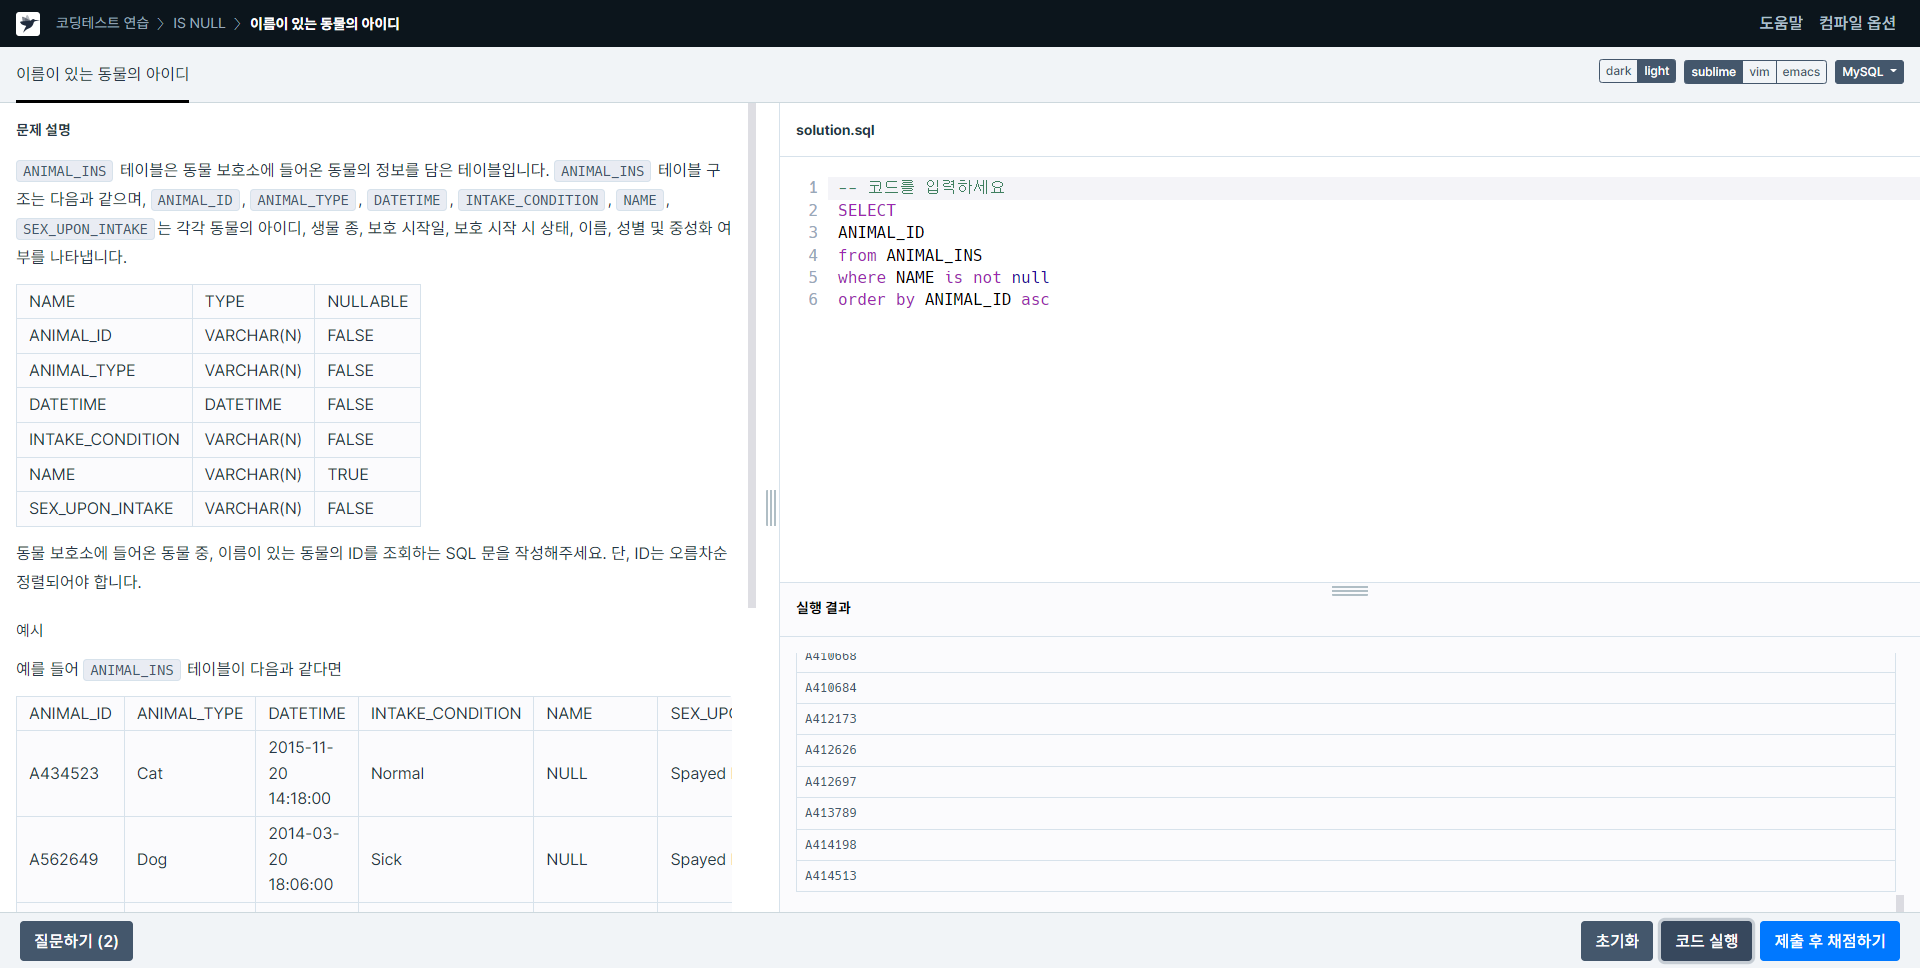 코딩테스트 연습 > IS NULL > 이름이 있는 동물의 아이디
도움말 컴파일 옵션
이름이 있는 동물의 아이디
dark light sublime vim emacs MySQL
문제 설명
ANIMAL_INS 테이블은 동물 보호소에 들어온 동물의 정보를 담은 테이블입니다. ANIMAL_INS 테이블 구
조는 다음과 같으며, ANIMAL_ID, ANIMAL_TYPE, DATETIME, INTAKE_CONDITION, NAME,
SEX_UPON_INTAKE는 각각 동물의 아이디, 생물 종, 보호 시작일, 보호 시작 시 상태, 이름, 성별 및 중성화 여
부를 나타냅니다.
NAME TYPE NULLABLE
ANIMAL_ID VARCHAR(N) FALSE
ANIMAL_TYPE VARCHAR(N) FALSE
DATETIME DATETIME FALSE
INTAKE_CONDITION VARCHAR(N) FALSE
NAME VARCHAR(N) TRUE
SEX_UPON_INTAKE VARCHAR(N) FALSE
동물 보호소에 들어온 동물 중, 이름이 있는 동물의 ID를 조회하는 SQL 문을 작성해주세요. 단, ID는 오름차순
정렬되어야 합니다.
예시
예를 들어 ANIMAL_INS 테이블이 다음과 같다면
ANIMAL_ID ANIMAL_TYPE DATETIME INTAKE_CONDITION NAME SEX_UPO
A434523 Cat 2015-11-20 14:18:00 Normal NULL Spayed
A562649 Dog 2014-03-20 18:06:00 Sick NULL Spayed
solution.sql
1 -- 코드를 입력하세요
2 SELECT
3 ANIMAL_ID
4 from ANIMAL_INS
5 where NAME is not null
6 order by ANIMAL_ID asc
실행 결과
A410668
A410684
A412173
A412626
A412697
A413789
A414198
A414513
질문하기 (2)
초기화 코드 실행 제출 후 채점하기